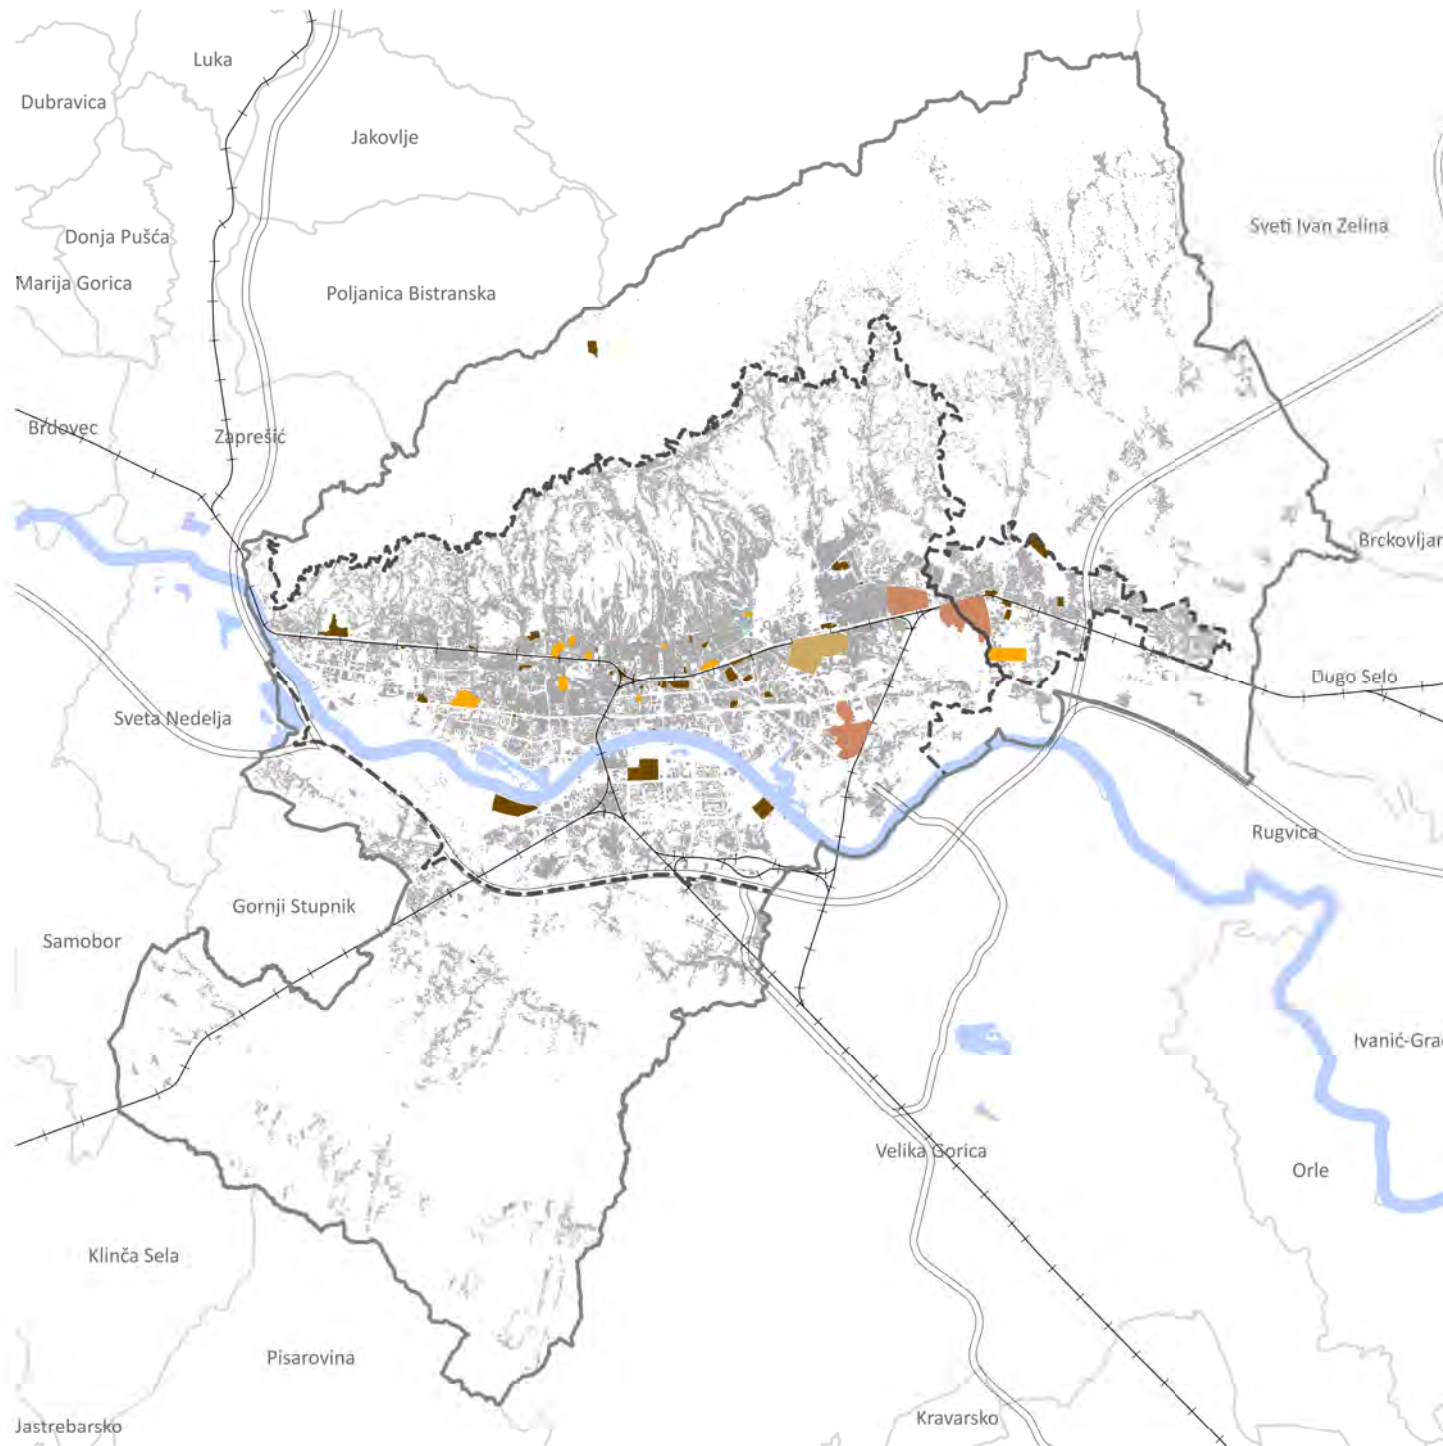 Luka
Dubravica
Jakovlje
Sveti Ivan Zelina
Donja Pušća
Marija Gorica
Poljanica Bistranska
Brdovec
Zaprešić
Brckovljan
Dugo Selo
Sveta Nedelja
Rugvica
Gornji Stupnik
Samobor
Ivanić-Grad
Velika Gorica
Orle
Klinča Sela
Pisarovina
Kravarsko
Jastrebarsko